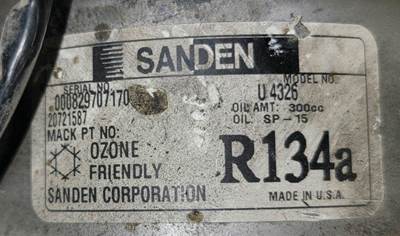 SANDEN
SERIAL NO. MODEL NO.
000829707170 U 4326
20721587 OIL AMT: 300cc
MACK PT NO: OIL: SP-15
OZONE
FRIENDLY R134a
SANDEN CORPORATION MADE IN U.S.A.